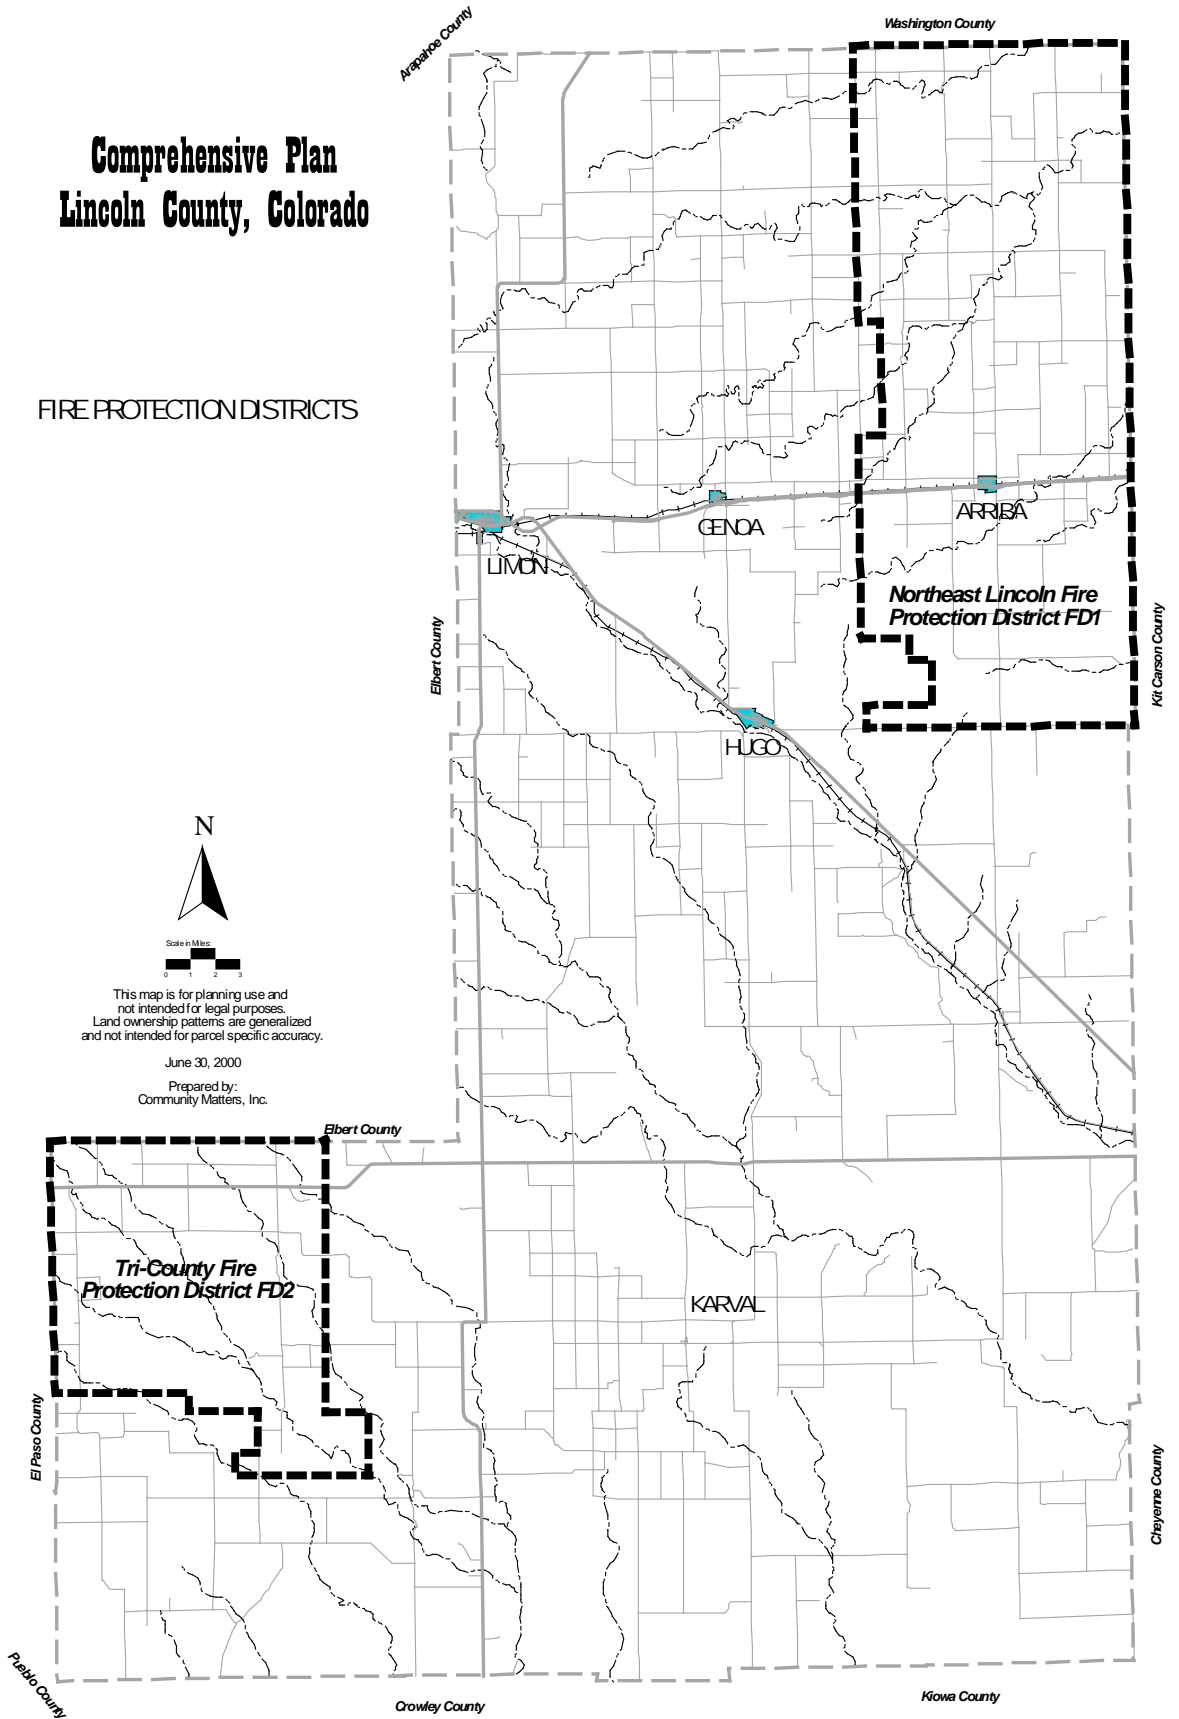 Arapahoe County
Washington County
Comprehensive Plan
Lincoln County, Colorado
FIRE PROTECTION DISTRICTS
GENOA
ARRIBA
LIMON
Northeast Lincoln Fire
Protection District FD1
Elbert County
Kit Carson County
HUGO
N
Scale in Miles:
0 1 2 3
This map is for planning use and
not intended for legal purposes.
Land ownership patterns are generalized
and not intended for parcel specific accuracy.
June 30, 2000
Prepared by:
Community Matters, Inc.
Elbert County
Tri-County Fire
Protection District FD2
KARVAL
El Paso County
Cheyenne County
Pueblo County
Crowley County
Kiowa County